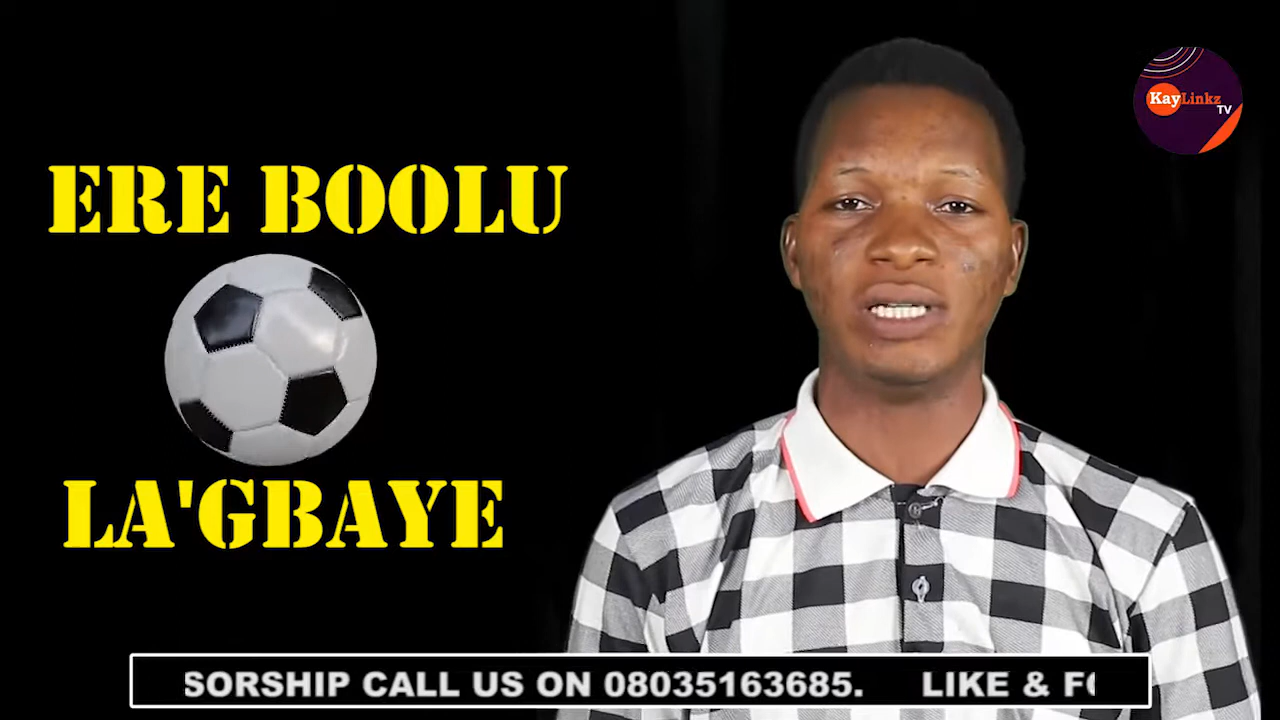 ERE BOOLU
KayLinkz
TV
LA'GBAYE
SORSHIP CALL US ON 08035163685. LIKE &